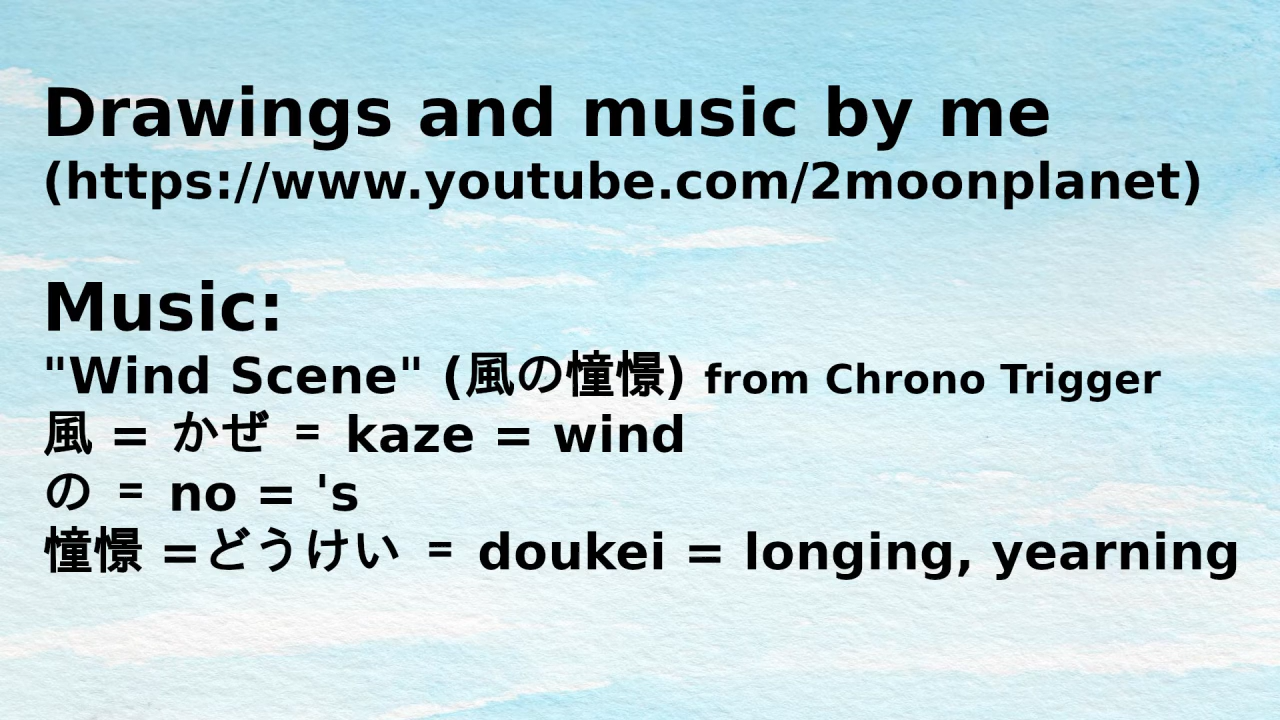 Drawings and music by me
(https://www.youtube.com/2moonplanet)
Music:
"Wind Scene" (風の憧憬) from Chrono Trigger
風 = かぜ = kaze = wind
の = no = 's
憧憬 =どうけい = doukei = longing, yearning